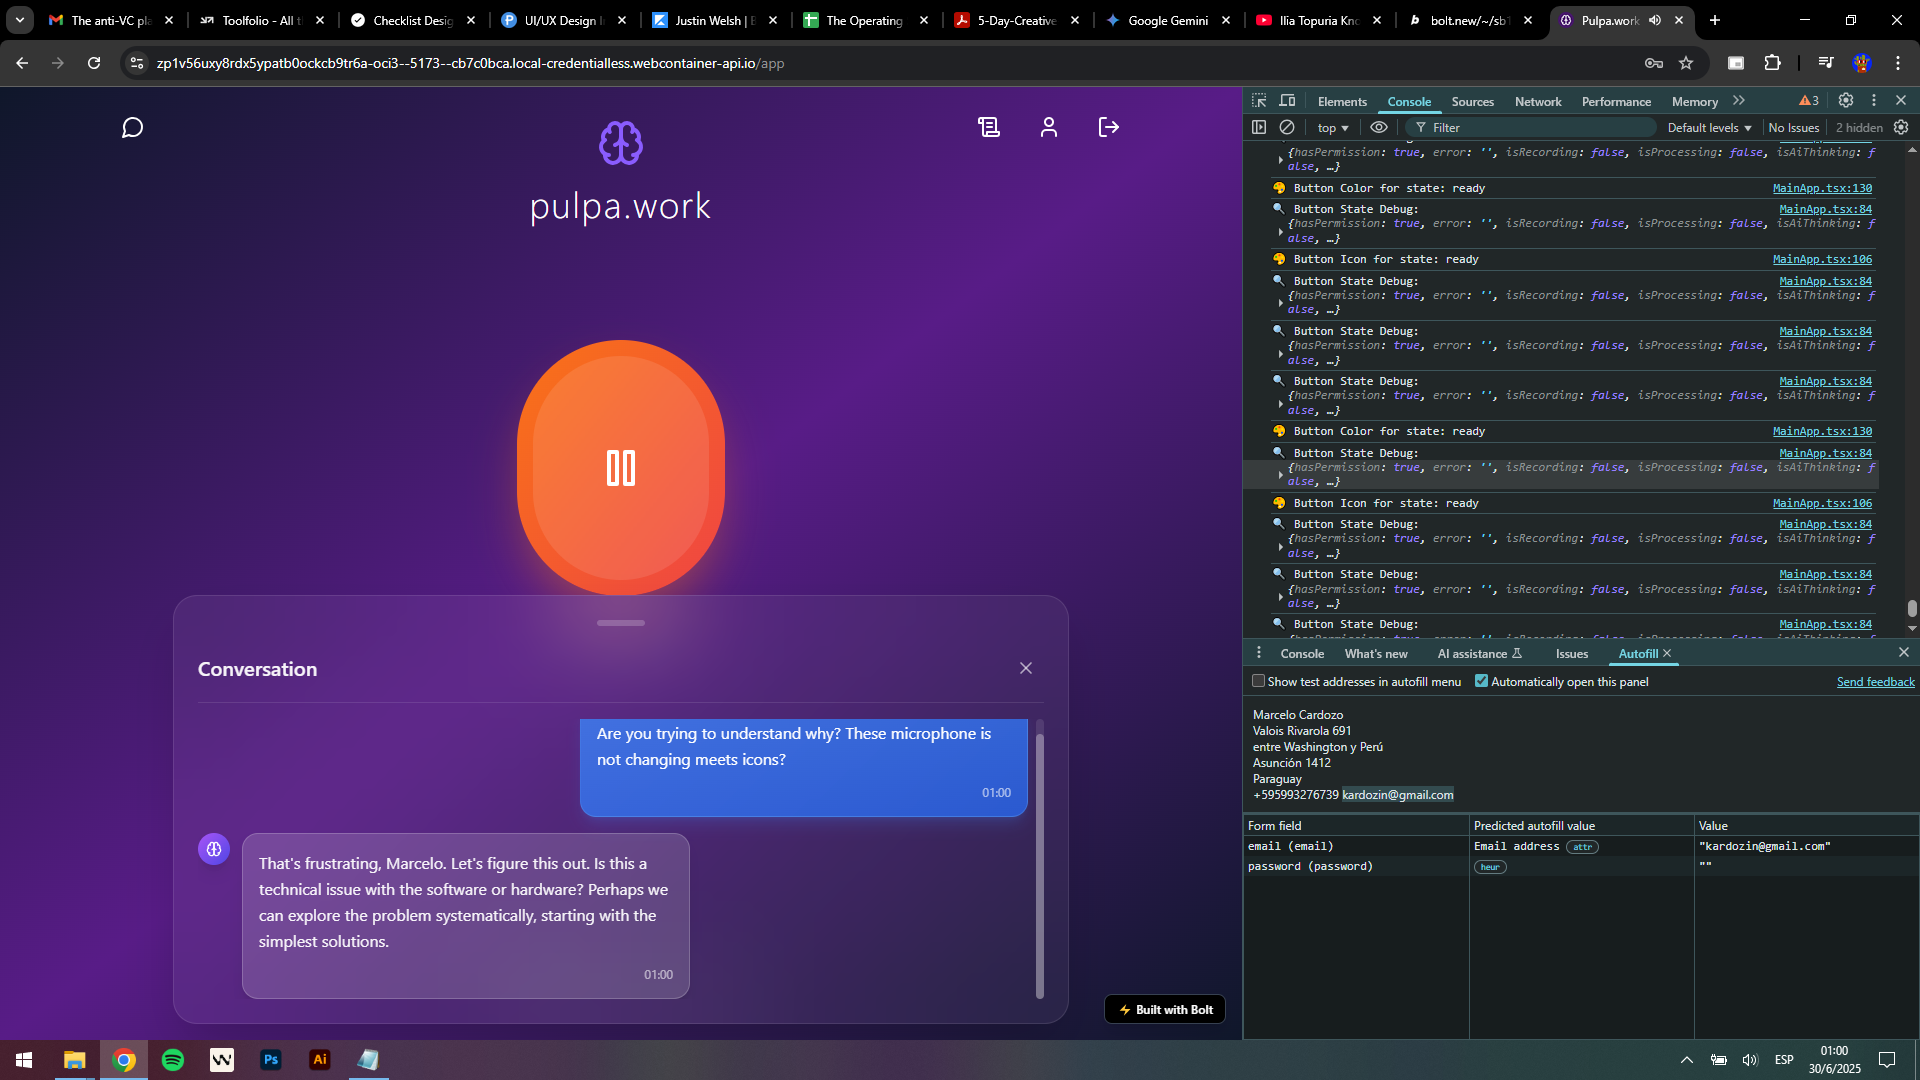 The anti-VC pl
Toolfolio - All t
Checklist Desig
UI/UX Design I
Justin Welsh | B
The Operating
5-Day-Creative
Google Gemini
Ilia Topuria Kno
bolt.new/~/sb1
Pulpa.work
zp1v56uxy8rdx5ypatb0ockcb9tr6a-oci3--5173--cb7c0bca.local-credentialless.webcontainer-api.io/app
pulpa.work
Conversation
Are you trying to understand why? These microphone is
not changing meets icons?
01:00
That's frustrating, Marcelo. Let's figure this out. Is this a
technical issue with the software or hardware? Perhaps we
can explore the problem systematically, starting with the
simplest solutions.
01:00
Built with Bolt
Elements Console Sources Network Performance Memory 3
top Filter Default levels No Issues 2 hidden
{hasPermission: true, error: '', isRecording: false, isProcessing: false, isAiThinking: f
alse, …}
Button Color for state: ready MainApp.tsx:130
Button State Debug: MainApp.tsx:84
{hasPermission: true, error: '', isRecording: false, isProcessing: false, isAiThinking: f
alse, …}
Button Icon for state: ready MainApp.tsx:106
Button State Debug: MainApp.tsx:84
{hasPermission: true, error: '', isRecording: false, isProcessing: false, isAiThinking: f
alse, …}
Button State Debug: MainApp.tsx:84
{hasPermission: true, error: '', isRecording: false, isProcessing: false, isAiThinking: f
alse, …}
Button State Debug: MainApp.tsx:84
{hasPermission: true, error: '', isRecording: false, isProcessing: false, isAiThinking: f
alse, …}
Button Color for state: ready MainApp.tsx:130
Button State Debug: MainApp.tsx:84
{hasPermission: true, error: '', isRecording: false, isProcessing: false, isAiThinking: f
alse, …}
Button Icon for state: ready MainApp.tsx:106
Button State Debug: MainApp.tsx:84
{hasPermission: true, error: '', isRecording: false, isProcessing: false, isAiThinking: f
alse, …}
Button State Debug: MainApp.tsx:84
{hasPermission: true, error: '', isRecording: false, isProcessing: false, isAiThinking: f
alse, …}
Button State Debug: MainApp.tsx:84
Console What's new AI assistance Issues Autofill
Show test addresses in autofill menu Automatically open this panel Send feedback
Marcelo Cardozo
Valois Rivarola 691
entre Washington y Perú
Asunción 1412
Paraguay
+595993276739 kardozin@gmail.com
Form field Predicted autofill value Value
email (email) Email address attr "kardozin@gmail.com"
password (password) heur ""
Ps
Ai
ESP
01:00
30/6/2025